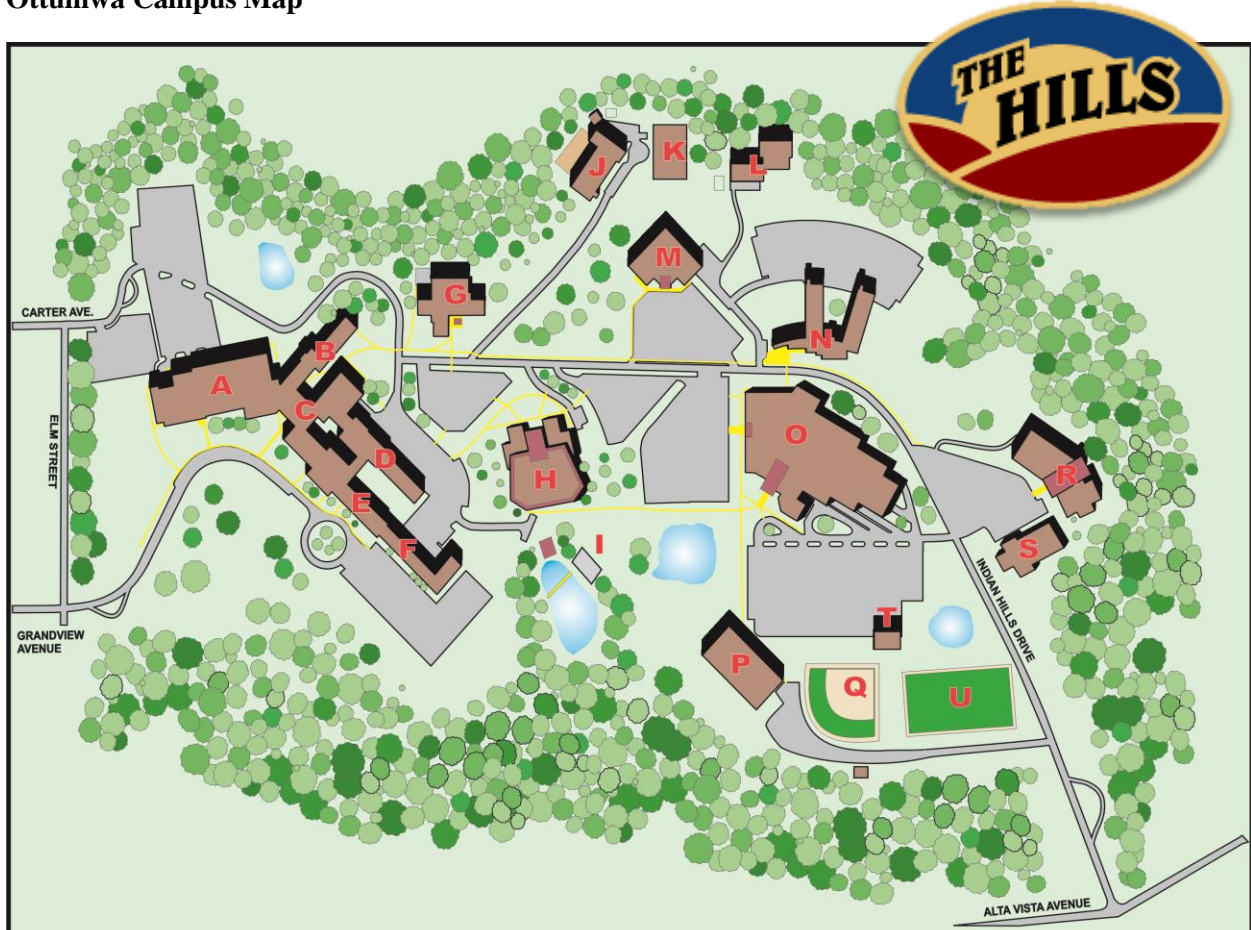 Ottumwa Campus Map
THE
HILLS
J
K
L
M
G
CARTER AVE.
N
B
A
C
ELM STREET
O
D
R
H
E
I
F
S
INDIAN HILLS DRIVE
T
GRANDVIEW
AVENUE
P
Q
U
ALTA VISTA AVENUE